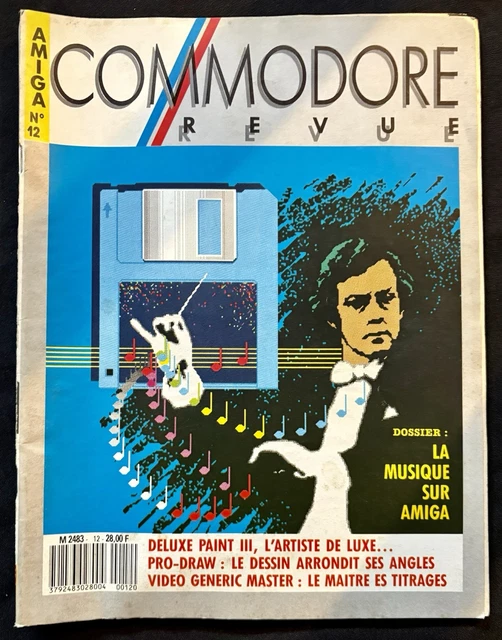 AMIGA N° 12
COMMODORE
REVUE
DOSSIER :
LA
MUSIQUE
SUR
AMIGA
M 2483 - 12 - 28,00 F
3792483028004 00120
DELUXE PAINT III, L'ARTISTE DE LUXE...
PRO-DRAW : LE DESSIN ARRONDIT SES ANGLES
VIDEO GENERIC MASTER : LE MAITRE ES TITRAGES